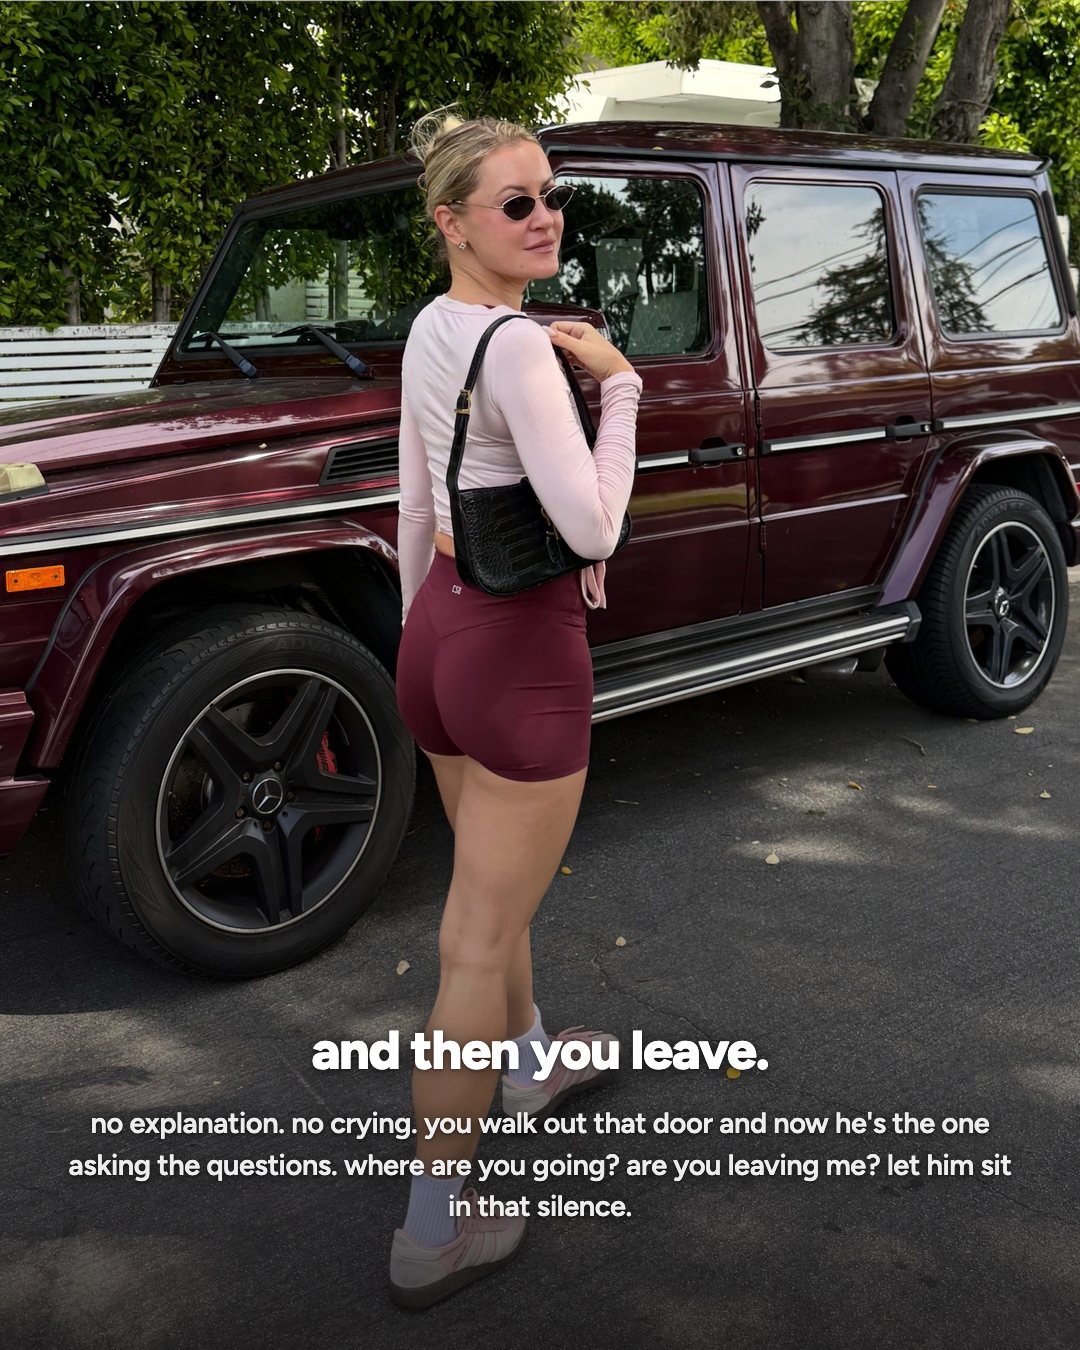 CSB
and then you leave.
no explanation. no crying. you walk out that door and now he's the one
asking the questions. where are you going? are you leaving me? let him sit
in that silence.